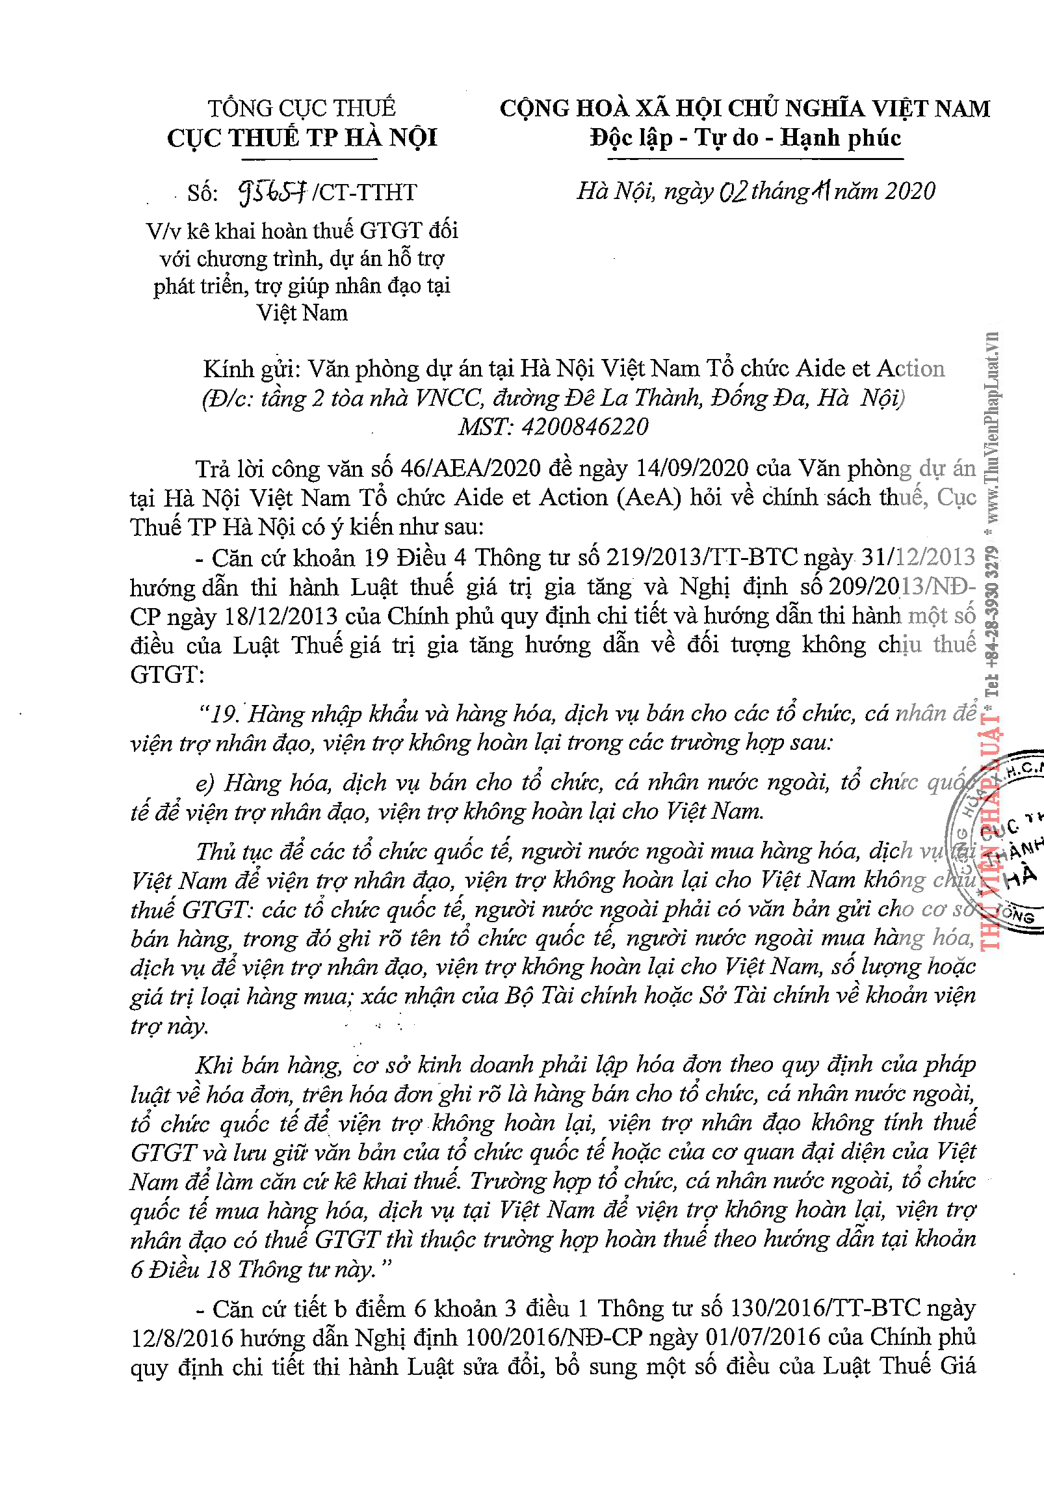 TỔNG CỤC THUẾ
CỤC THUẾ TP HÀ NỘI
CỘNG HOÀ XÃ HỘI CHỦ NGHĨA VIỆT NAM
Độc lập - Tự do - Hạnh phúc
Số: 95657/CT-TTHT
Hà Nội, ngày 02 tháng 11 năm 2020
V/v kê khai hoàn thuế GTGT đối
với chương trình, dự án hỗ trợ
phát triển, trợ giúp nhân đạo tại
Việt Nam
Kính gửi: Văn phòng dự án tại Hà Nội Việt Nam Tổ chức Aide et Action
(Đ/c: tầng 2 tòa nhà VNCC, đường Đê La Thành, Đống Đa, Hà Nội)
MST: 4200846220
Trả lời công văn số 46/AEA/2020 đề ngày 14/09/2020 của Văn phòng dự án
tại Hà Nội Việt Nam Tổ chức Aide et Action (AeA) hỏi về chính sách thuế, Cục
Thuế TP Hà Nội có ý kiến như sau:
- Căn cứ khoản 19 Điều 4 Thông tư số 219/2013/TT-BTC ngày 31/12/2013
hướng dẫn thi hành Luật thuế giá trị gia tăng và Nghị định số 209/2013/NĐ-
CP ngày 18/12/2013 của Chính phủ quy định chi tiết và hướng dẫn thi hành một số
điều của Luật Thuế giá trị gia tăng hướng dẫn về đối tượng không chịu thuế
GTGT:
“19. Hàng nhập khẩu và hàng hóa, dịch vụ bán cho các tổ chức, cá nhân để
viện trợ nhân đạo, viện trợ không hoàn lại trong các trường hợp sau:
e) Hàng hóa, dịch vụ bán cho tổ chức, cá nhân nước ngoài, tổ chức quốc
tế để viện trợ nhân đạo, viện trợ không hoàn lại cho Việt Nam.
Thủ tục để các tổ chức quốc tế, người nước ngoài mua hàng hóa, dịch vụ tại
Việt Nam để viện trợ nhân đạo, viện trợ không hoàn lại cho Việt Nam không chịu
thuế GTGT: các tổ chức quốc tế, người nước ngoài phải có văn bản gửi cho cơ sở
bán hàng, trong đó ghi rõ tên tổ chức quốc tế, người nước ngoài mua hàng hóa,
dịch vụ để viện trợ nhân đạo, viện trợ không hoàn lại cho Việt Nam, số lượng hoặc
giá trị loại hàng mua; xác nhận của Bộ Tài chính hoặc Sở Tài chính về khoản viện
trợ này.
Khi bán hàng, cơ sở kinh doanh phải lập hóa đơn theo quy định của pháp
luật về hóa đơn, trên hóa đơn ghi rõ là hàng bán cho tổ chức, cá nhân nước ngoài,
tổ chức quốc tế để viện trợ không hoàn lại, viện trợ nhân đạo không tính thuế
GTGT và lưu giữ văn bản của tổ chức quốc tế hoặc của cơ quan đại diện của Việt
Nam để làm căn cứ kê khai thuế. Trường hợp tổ chức, cá nhân nước ngoài, tổ chức
quốc tế mua hàng hóa, dịch vụ tại Việt Nam để viện trợ không hoàn lại, viện trợ
nhân đạo có thuế GTGT thì thuộc trường hợp hoàn thuế theo hướng dẫn tại khoản
6 Điều 18 Thông tư này.”
- Căn cứ tiết b điểm 6 khoản 3 điều 1 Thông tư số 130/2016/TT-BTC ngày
12/8/2016 hướng dẫn Nghị định 100/2016/NĐ-CP ngày 01/07/2016 của Chính phủ
quy định chi tiết thi hành Luật sửa đổi, bổ sung một số điều của Luật Thuế Giá
THƯ VIỆN PHÁP LUẬT * Tel: +84-28-3930 3279 * www.ThuVienPhapLuat.vn